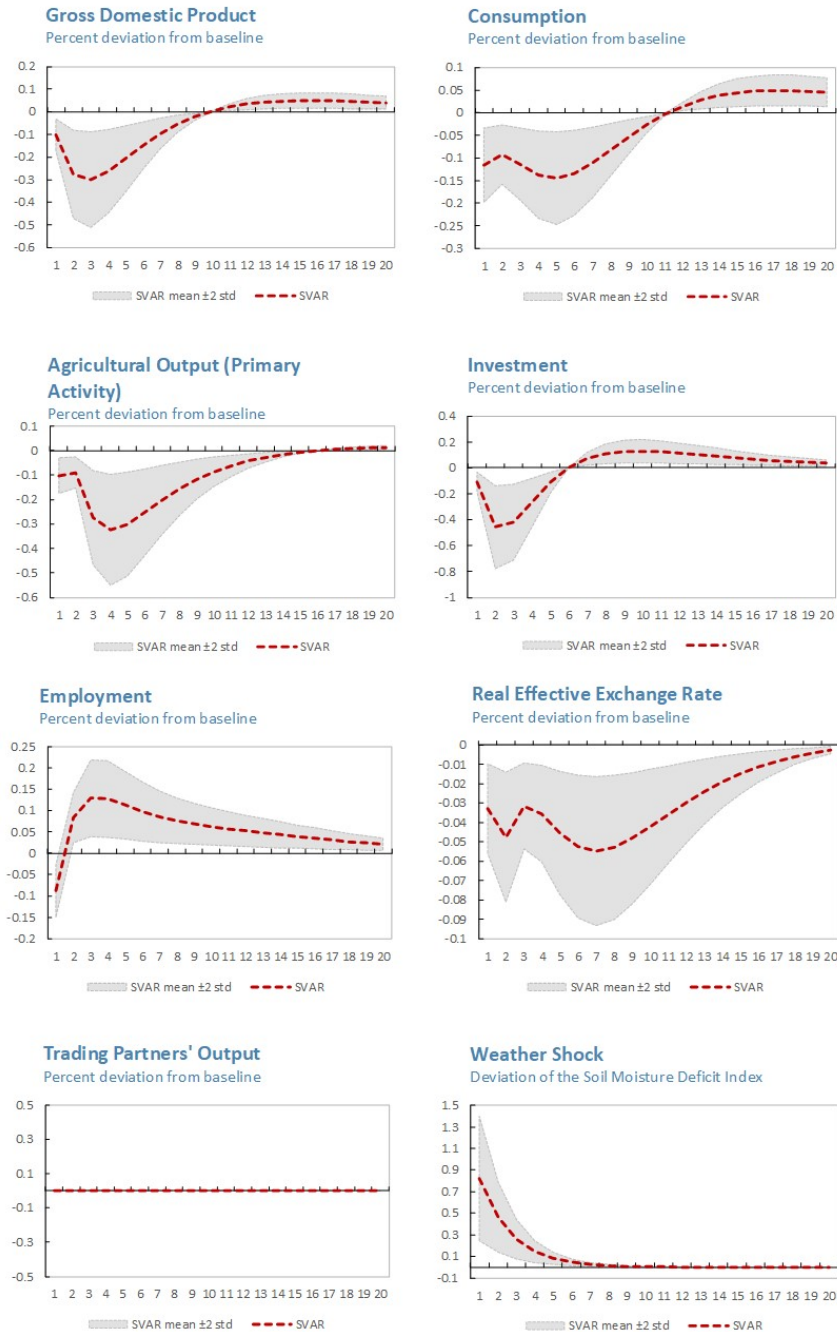 Gross Domestic Product
Percent deviation from baseline
0.2
0.1
0
-0.1
-0.2
-0.3
-0.4
-0.5
-0.6
1 2 3 4 5 6 7 8 9 10 11 12 13 14 15 16 17 18 19 20
SVAR mean ±2 std SVAR
Consumption
Percent deviation from baseline
0.1
0.05
0
-0.05
-0.1
-0.15
-0.2
-0.25
-0.3
1 2 3 4 5 6 7 8 9 10 11 12 13 14 15 16 17 18 19 20
SVAR mean ±2 std SVAR
Agricultural Output (Primary
Activity)
Percent deviation from baseline
0.1
0
-0.1
-0.2
-0.3
-0.4
-0.5
-0.6
1 2 3 4 5 6 7 8 9 10 11 12 13 14 15 16 17 18 19 20
SVAR mean ±2 std SVAR
Investment
Percent deviation from baseline
0.4
0.2
0
-0.2
-0.4
-0.6
-0.8
-1
1 2 3 4 5 6 7 8 9 10 11 12 13 14 15 16 17 18 19 20
SVAR mean ±2 std SVAR
Employment
Percent deviation from baseline
0.25
0.2
0.15
0.1
0.05
0
-0.05
-0.1
-0.15
-0.2
1 2 3 4 5 6 7 8 9 10 11 12 13 14 15 16 17 18 19 20
SVAR mean ±2 std SVAR
Real Effective Exchange Rate
Percent deviation from baseline
0
-0.01
-0.02
-0.03
-0.04
-0.05
-0.06
-0.07
-0.08
-0.09
-0.1
1 2 3 4 5 6 7 8 9 10 11 12 13 14 15 16 17 18 19 20
SVAR mean ±2 std SVAR
Trading Partners' Output
Percent deviation from baseline
0.5
0.3
0.1
-0.1
-0.3
-0.5
1 2 3 4 5 6 7 8 9 10 11 12 13 14 15 16 17 18 19 20
SVAR mean ±2 std SVAR
Weather Shock
Deviation of the Soil Moisture Deficit Index
1.5
1.3
1.1
0.9
0.7
0.5
0.3
0.1
-0.1
1 2 3 4 5 6 7 8 9 10 11 12 13 14 15 16 17 18 19 20
SVAR mean ±2 std SVAR